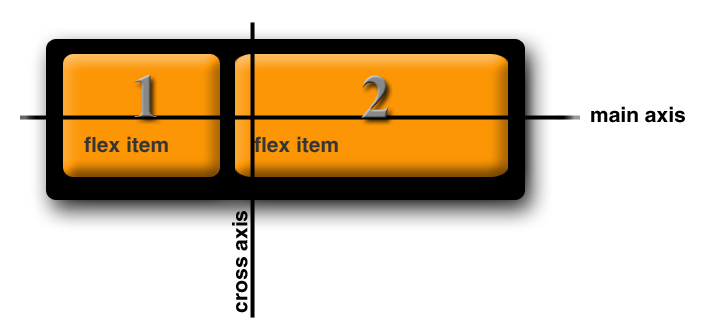 1
2
main axis
flex item
flex item
cross axis